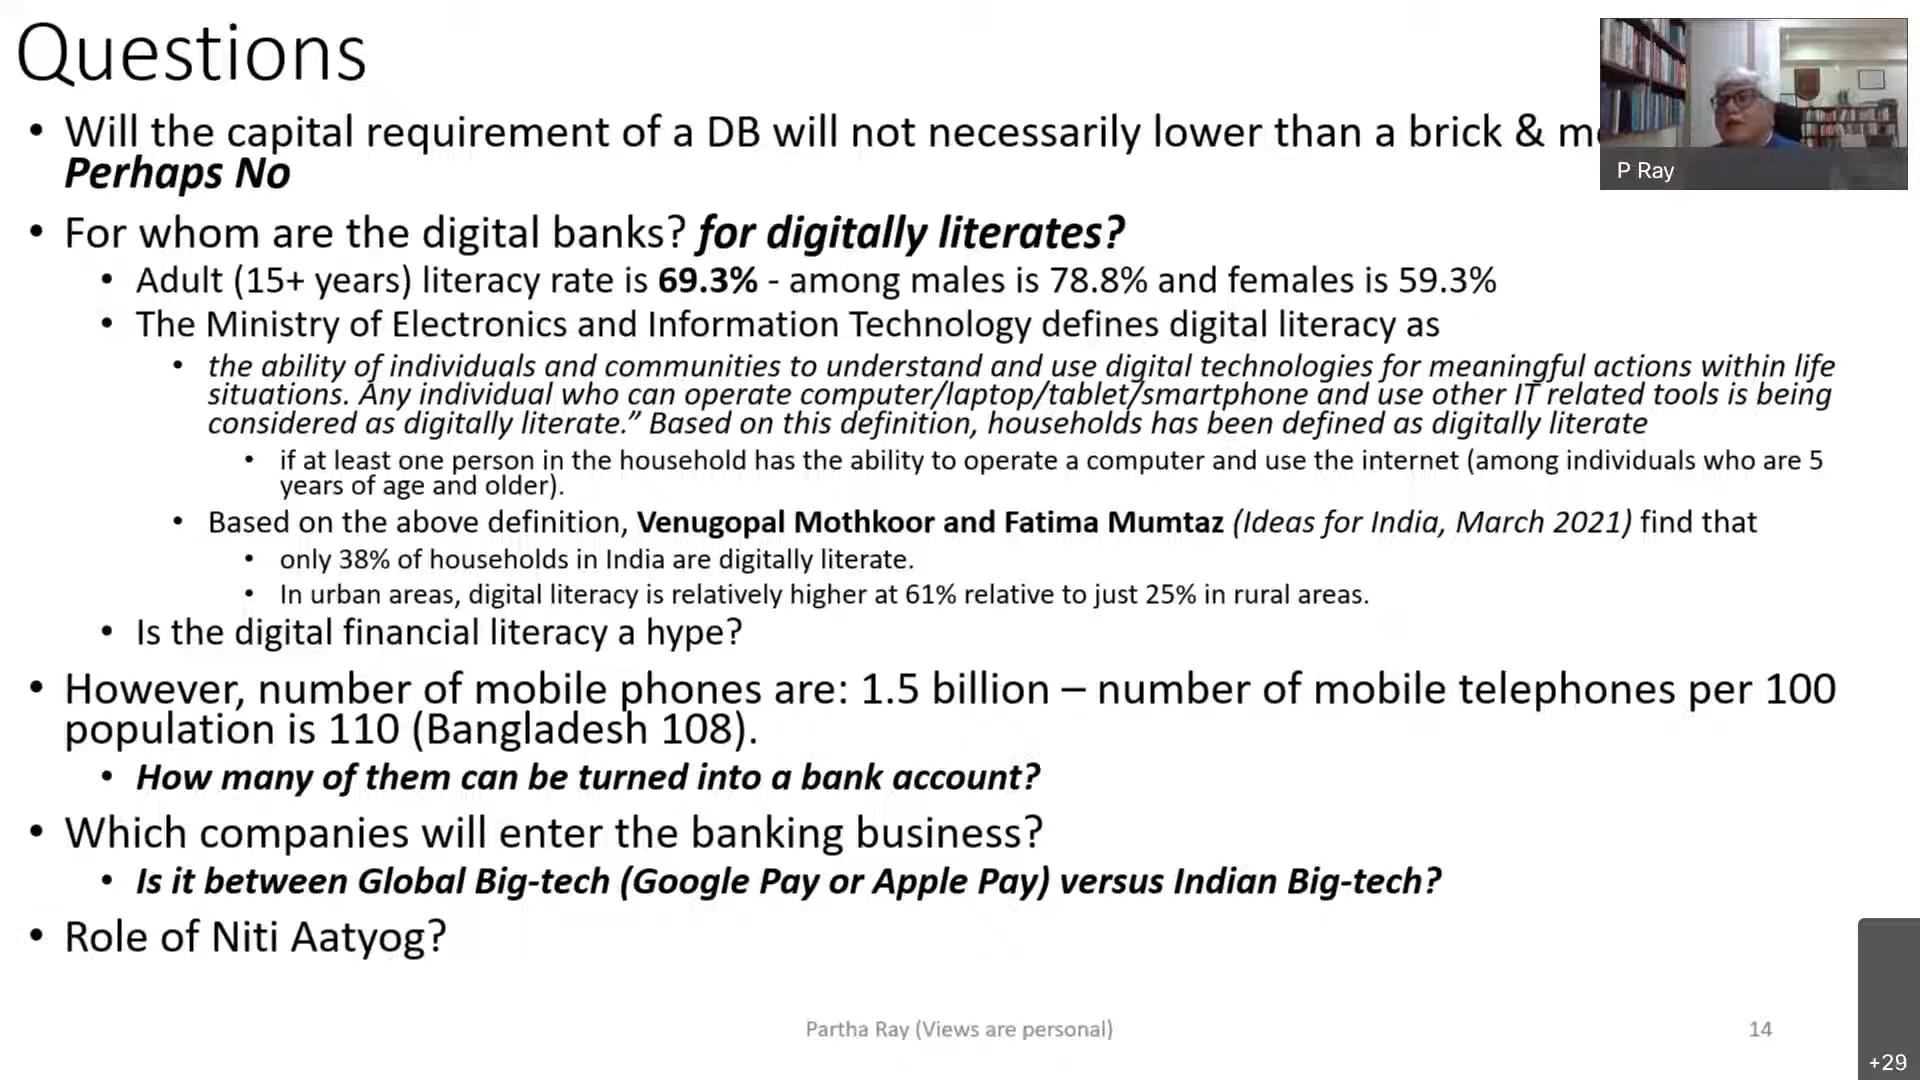 Questions
• Will the capital requirement of a DB will not necessarily lower than a brick &
Perhaps No
• For whom are the digital banks? for digitally literates?
• Adult (15+ years) literacy rate is 69.3% - among males is 78.8% and females is 59.3%
• The Ministry of Electronics and Information Technology defines digital literacy as
• the ability of individuals and communities to understand and use digital technologies for meaningful actions within life
situations. Any individual who can operate computer/laptop/tablet/smartphone and use other IT related tools is being
considered as digitally literate.” Based on this definition, households has been defined as digitally literate
• if at least one person in the household has the ability to operate a computer and use the internet (among individuals who are 5
years of age and older).
• Based on the above definition, Venugopal Mothkoor and Fatima Mumtaz (Ideas for India, March 2021) find that
• only 38% of households in India are digitally literate.
• In urban areas, digital literacy is relatively higher at 61% relative to just 25% in rural areas.
• Is the digital financial literacy a hype?
• However, number of mobile phones are: 1.5 billion – number of mobile telephones per 100
population is 110 (Bangladesh 108).
• How many of them can be turned into a bank account?
• Which companies will enter the banking business?
• Is it between Global Big-tech (Google Pay or Apple Pay) versus Indian Big-tech?
• Role of Niti Aatyog?
Partha Ray (Views are personal)
14
P Ray
+29